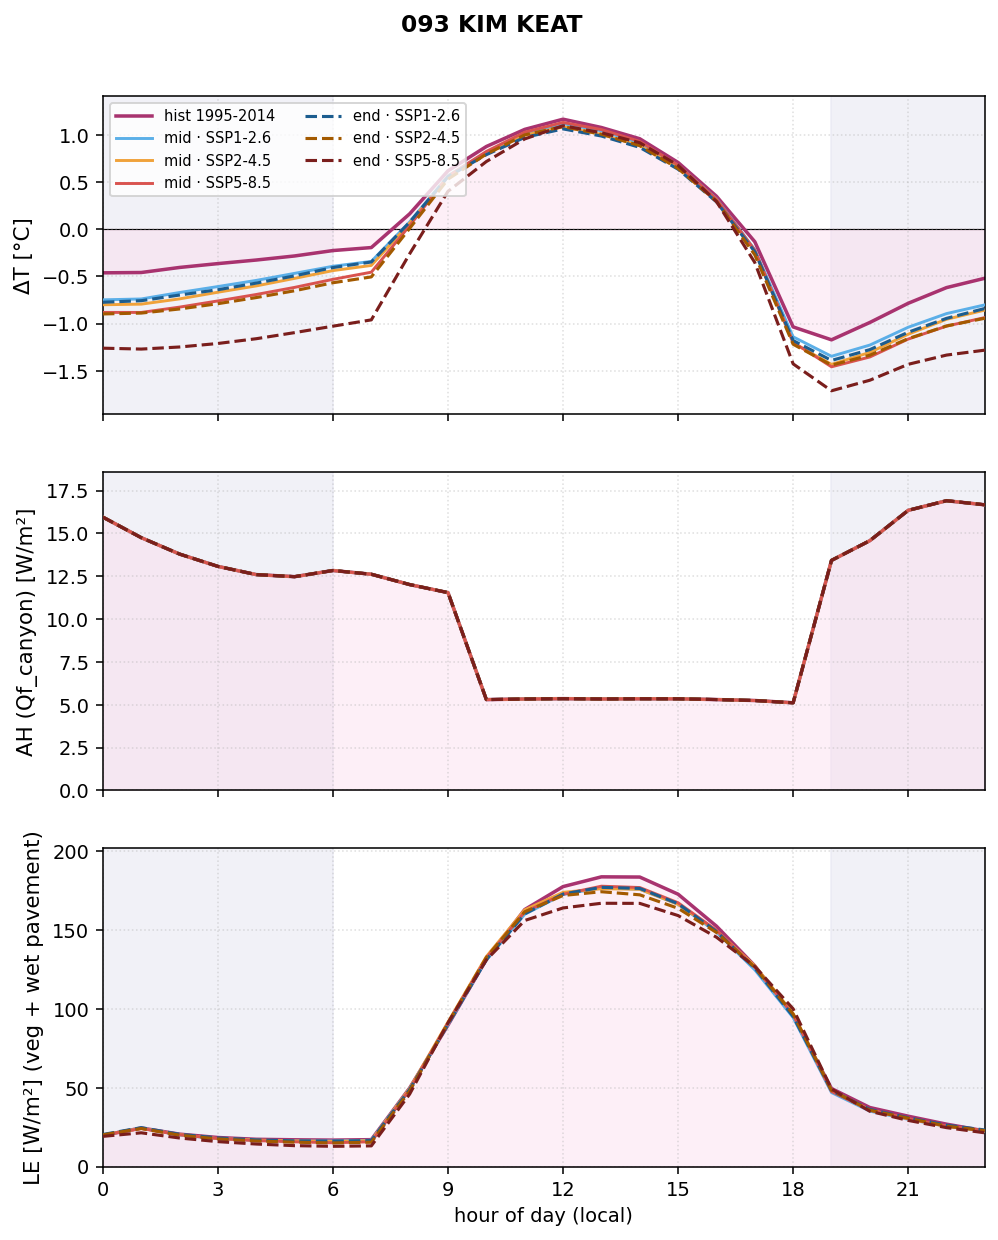 093 KIM KEAT
hist 1995-2014
mid · SSP1-2.6
mid · SSP2-4.5
mid · SSP5-8.5
end · SSP1-2.6
end · SSP2-4.5
end · SSP5-8.5
ΔT [°C]
1.0
0.5
0.0
−0.5
−1.0
−1.5
AH (Qf_canyon) [W/m²]
17.5
15.0
12.5
10.0
7.5
5.0
2.5
0.0
LE [W/m²] (veg + wet pavement)
200
150
100
50
0
0 3 6 9 12 15 18 21
hour of day (local)